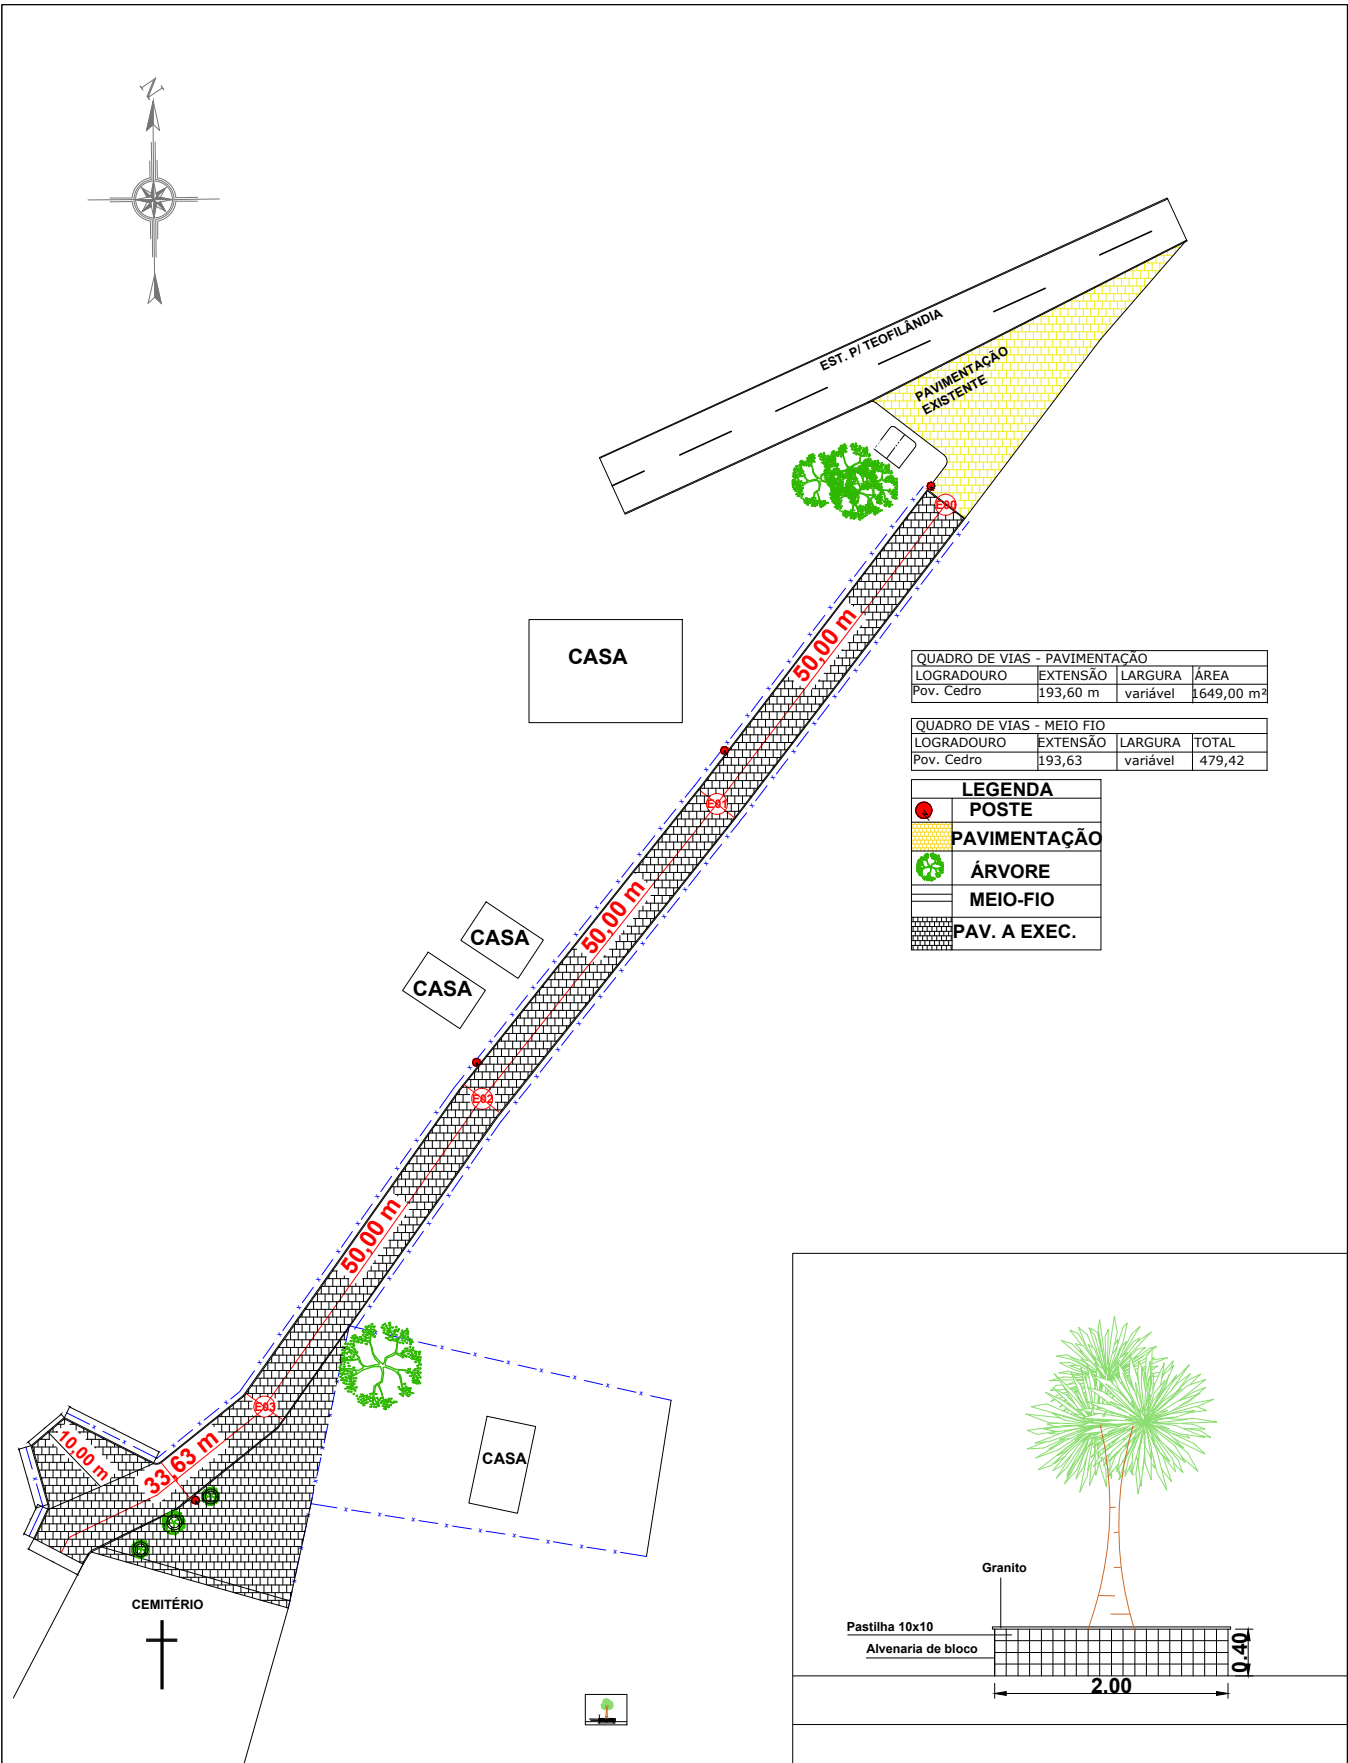 N
EST. P/ TEOFILÂNDIA
PAVIMENTAÇÃO
EXISTENTE
E00
50,00 m
CASA
QUADRO DE VIAS - PAVIMENTAÇÃO
LOGRADOURO EXTENSÃO LARGURA ÁREA
Pov. Cedro 193,60 m variável 1649,00 m²
QUADRO DE VIAS - MEIO FIO
LOGRADOURO EXTENSÃO LARGURA TOTAL
Pov. Cedro 193,63 variável 479,42
LEGENDA
POSTE
PAVIMENTAÇÃO
ÁRVORE
MEIO-FIO
PAV. A EXEC.
E01
50,00 m
CASA
CASA
E02
50,00 m
E03
33,63 m
10,00 m
CASA
CEMITÉRIO
Granito
Pastilha 10x10
Alvenaria de bloco
0.40
2.00